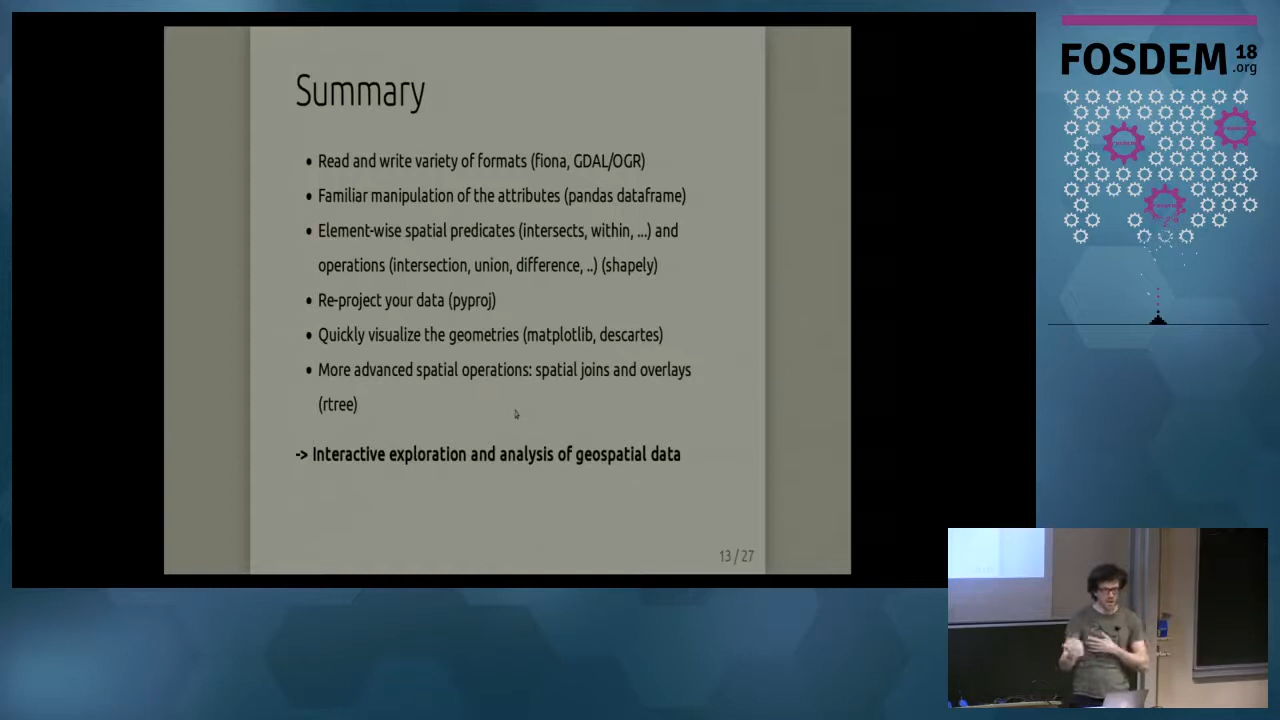 Summary
• Read and write variety of formats (fiona, GDAL/OGR)
• Familiar manipulation of the attributes (pandas dataframe)
• Element-wise spatial predicates (intersects, within, ...) and
operations (intersection, union, difference, ..) (shapely)
• Re-project your data (pyproj)
• Quickly visualize the geometries (matplotlib, descartes)
• More advanced spatial operations: spatial joins and overlays
(rtree)
-> Interactive exploration and analysis of geospatial data
13 / 27
FOSDEM 18
.org